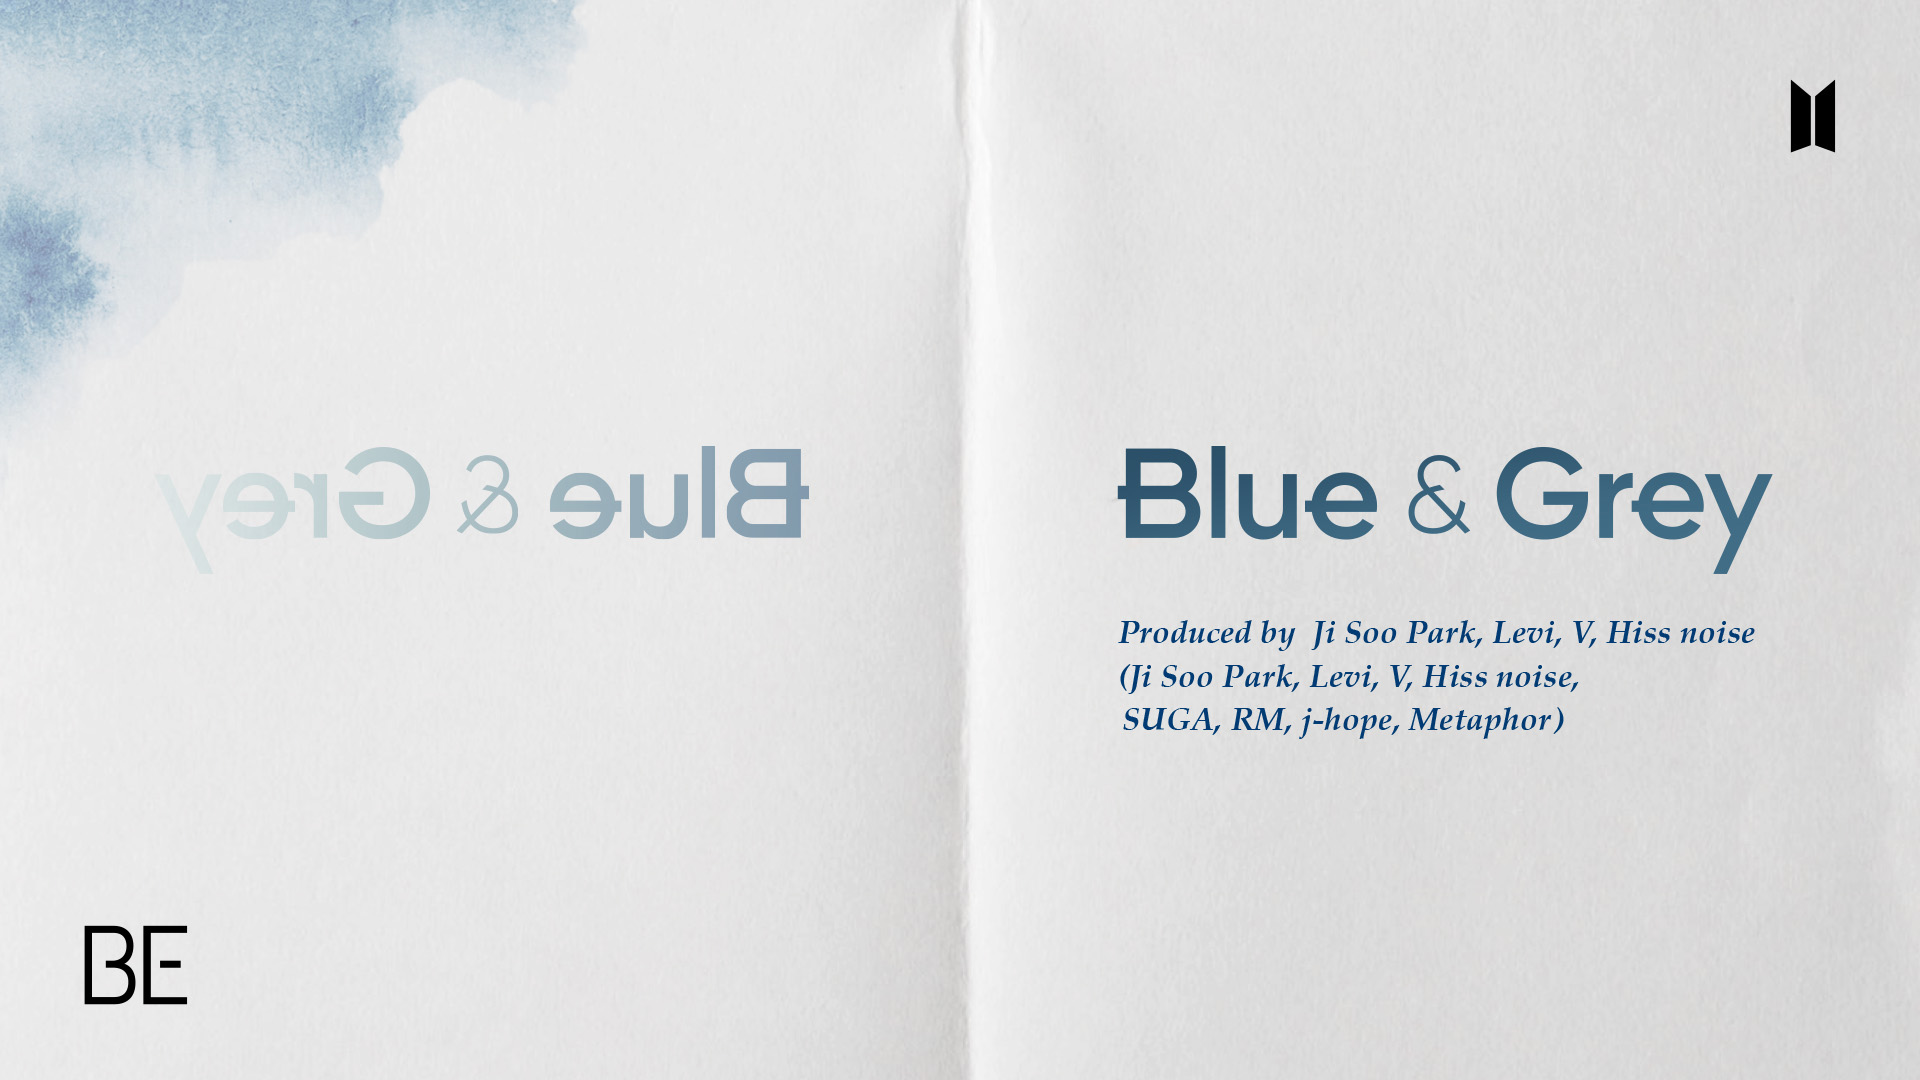 Blue & Grey
Blue & Grey
Produced by Ji Soo Park, Levi, V, Hiss noise
(Ji Soo Park, Levi, V, Hiss noise,
SUGA, RM, j-hope, Metaphor)
BE